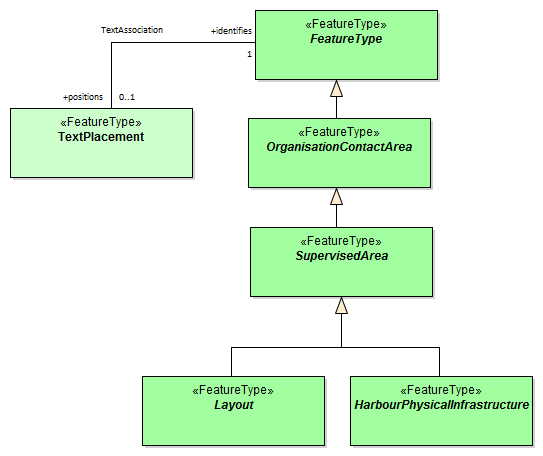 «FeatureType»
FeatureType
TextAssociation
+identifies
1
+positions
0..1
«FeatureType»
TextPlacement
«FeatureType»
OrganisationContactArea
«FeatureType»
SupervisedArea
«FeatureType»
Layout
«FeatureType»
HarbourPhysicalInfrastructure